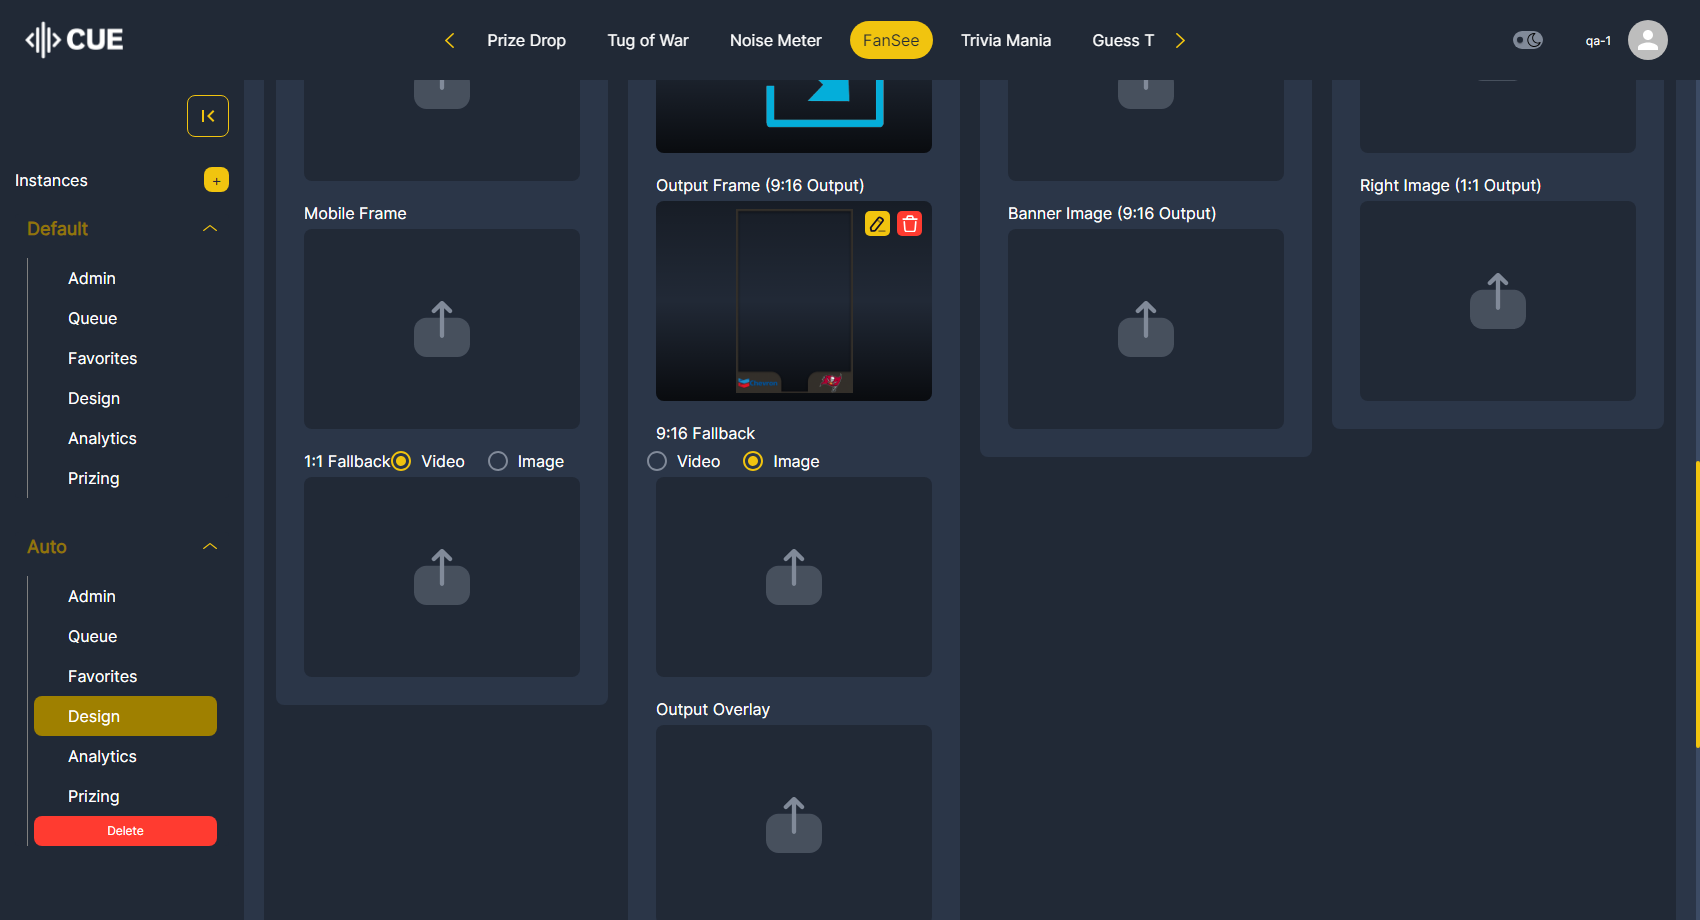 CUE
Prize Drop
Tug of War
Noise Meter
FanSee
Trivia Mania
Guess T
qa-1
Instances
+
Default
Admin
Queue
Favorites
Design
Analytics
Prizing
Auto
Admin
Queue
Favorites
Design
Analytics
Prizing
Delete
Mobile Frame
1:1 Fallback
Video
Image
Output Frame (9:16 Output)
9:16 Fallback
Video
Image
Output Overlay
Banner Image (9:16 Output)
Right Image (1:1 Output)